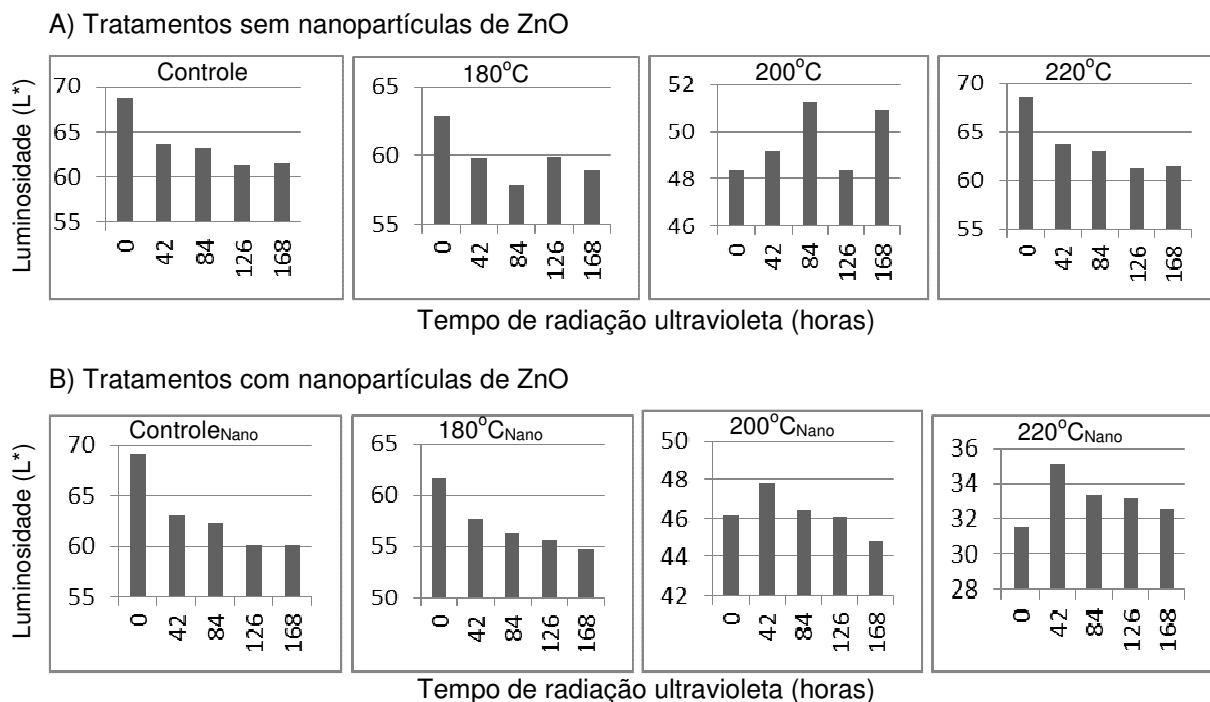 A) Tratamentos sem nanopartículas de ZnO
Luminosidade (L*)
Controle
70
65
60
55
0 42 84 126 168
180°C
65
60
55
0 42 84 126 168
200°C
52
50
48
46
0 42 84 126 168
220°C
70
65
60
55
0 42 84 126 168
Tempo de radiação ultravioleta (horas)
B) Tratamentos com nanopartículas de ZnO
Luminosidade (L*)
ControleNano
70
65
60
55
0 42 84 126 168
180°CNano
65
60
55
50
0 42 84 126 168
200°CNano
50
48
46
44
42
0 42 84 126 168
220°CNano
36
34
32
30
28
0 42 84 126 168
Tempo de radiação ultravioleta (horas)